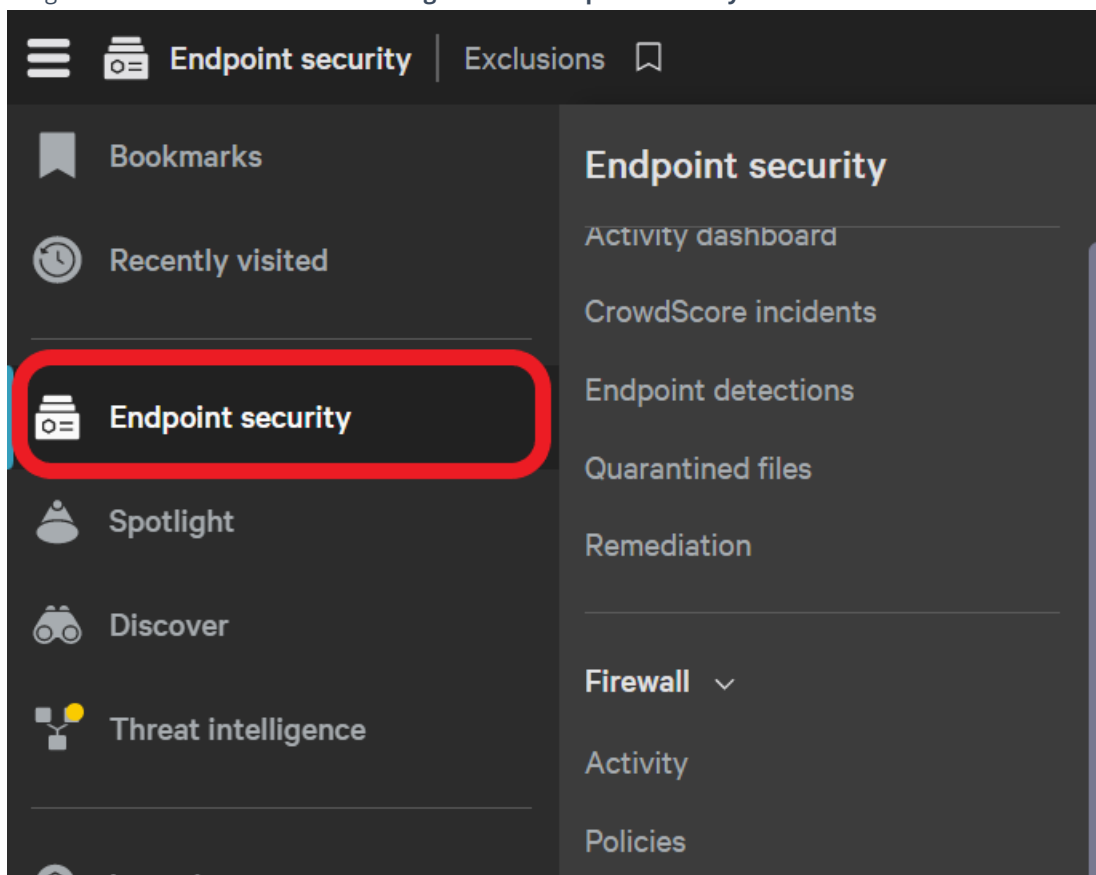 Endpoint security | Exclusions
Bookmarks
Recently visited
Endpoint security
Spotlight
Discover
Threat intelligence
Endpoint security
Activity dashboard
CrowdScore incidents
Endpoint detections
Quarantined files
Remediation
Firewall
Activity
Policies